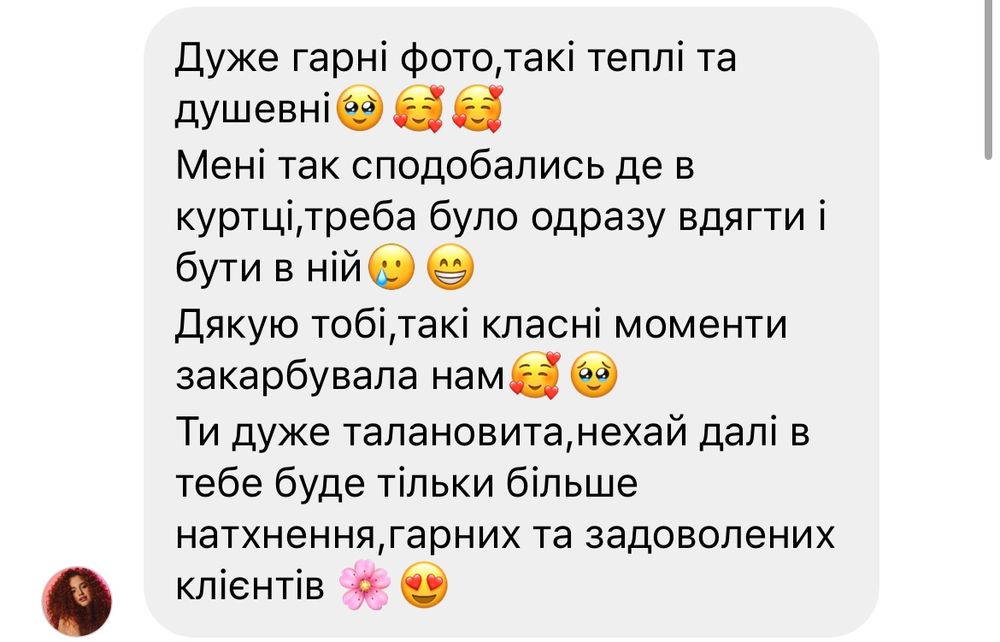 Дуже гарні фото,такі теплі та
душевні🥹🥰🥰
Мені так сподобались де в
куртці,треба було одразу вдягти і
бути в ній🥲😁
Дякую тобі,такі класні моменти
закарбувала нам🥰🥹
Ти дуже талановита,нехай далі в
тебе буде тільки більше
натхнення,гарних та задоволених
клієнтів 🌸😍